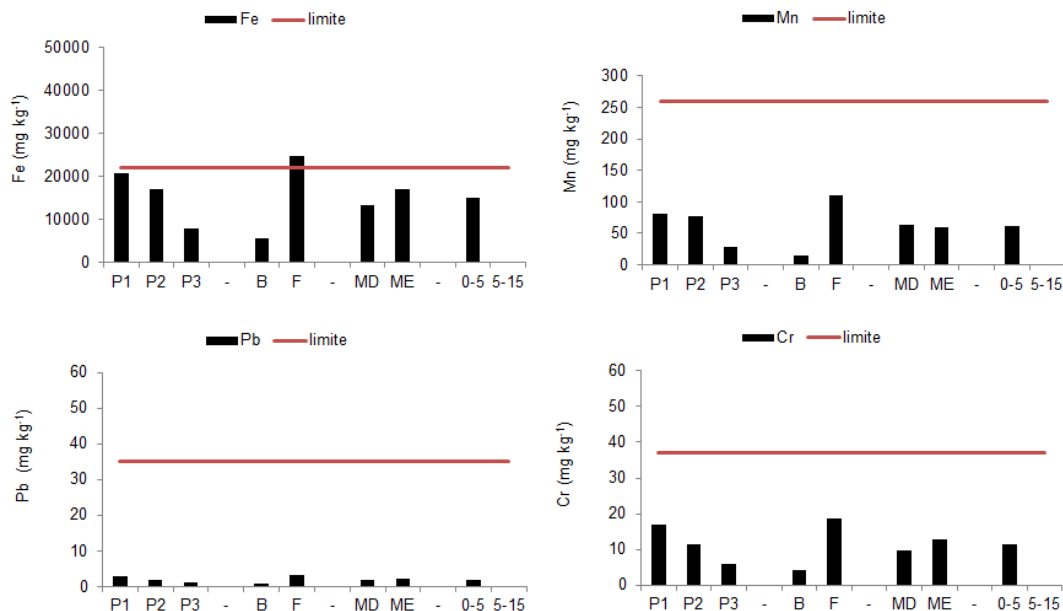 Fe limite
50000
40000
30000
20000
10000
0
Fe (mg kg-1)
P1 P2 P3 - B F - MD ME - 0-5 5-15
Mn limite
300
250
200
150
100
50
0
Mn (mg kg-1)
P1 P2 P3 - B F - MD ME - 0-5 5-15
Pb limite
60
50
40
30
20
10
0
Pb (mg kg-1)
P1 P2 P3 - B F - MD ME - 0-5 5-15
Cr limite
60
50
40
30
20
10
0
Cr (mg kg-1)
P1 P2 P3 - B F - MD ME - 0-5 5-15